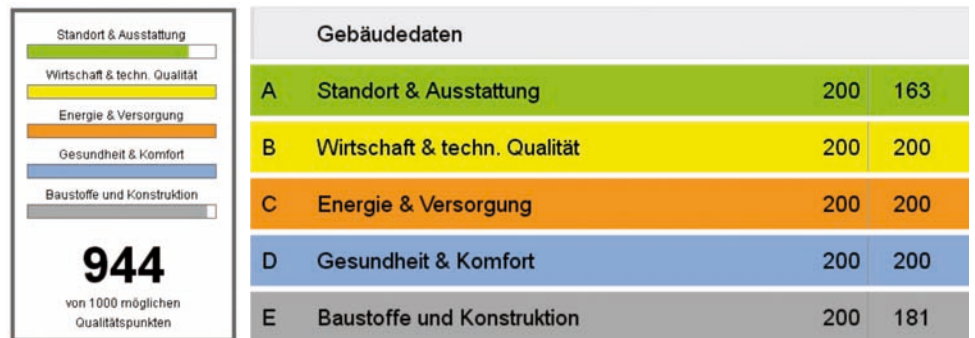 Standort & Ausstattung
Wirtschaft & techn. Qualität
Energie & Versorgung
Gesundheit & Komfort
Baustoffe und Konstruktion
944
von 1000 möglichen
Qualitätspunkten
Gebäudedaten
A Standort & Ausstattung 200 163
B Wirtschaft & techn. Qualität 200 200
C Energie & Versorgung 200 200
D Gesundheit & Komfort 200 200
E Baustoffe und Konstruktion 200 181